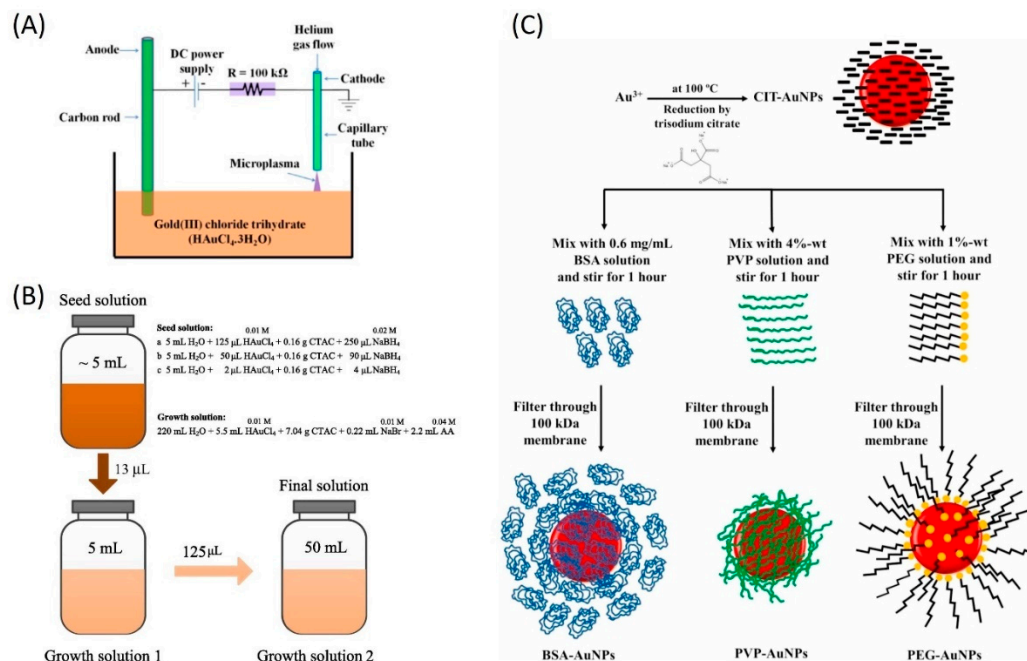 (A)
Anode
DC power
supply
+ -
R = 100 kΩ
Helium
gas flow
Cathode
Carbon rod
Capillary
tube
Microplasma
Gold(III) chloride trihydrate
(HAuCl₄.3H₂O)
(B)
Seed solution
~ 5 mL
Seed solution:
0.01 M 0.02 M
a 5 mL H₂O + 125 µL HAuCl₄ + 0.16 g CTAC + 250 µL NaBH₄
b 5 mL H₂O + 50 µL HAuCl₄ + 0.16 g CTAC + 90 µL NaBH₄
c 5 mL H₂O + 2 µL HAuCl₄ + 0.16 g CTAC + 4 µL NaBH₄
Growth solution:
0.01 M 0.01 M 0.04 M
220 mL H₂O + 5.5 mL HAuCl₄ + 7.04 g CTAC + 0.22 mL NaBr + 2.2 mL AA
13 µL
5 mL
125 µL
Final solution
50 mL
Growth solution 1
Growth solution 2
(C)
Au³⁺
at 100 ºC
Reduction by
trisodium citrate
CIT-AuNPs
Mix with 0.6 mg/mL
BSA solution
and stir for 1 hour
Mix with 4%-wt
PVP solution and
stir for 1 hour
Mix with 1%-wt
PEG solution and
stir for 1 hour
Filter through
100 kDa
membrane
Filter through
100 kDa
membrane
Filter through
100 kDa
membrane
BSA-AuNPs
PVP-AuNPs
PEG-AuNPs